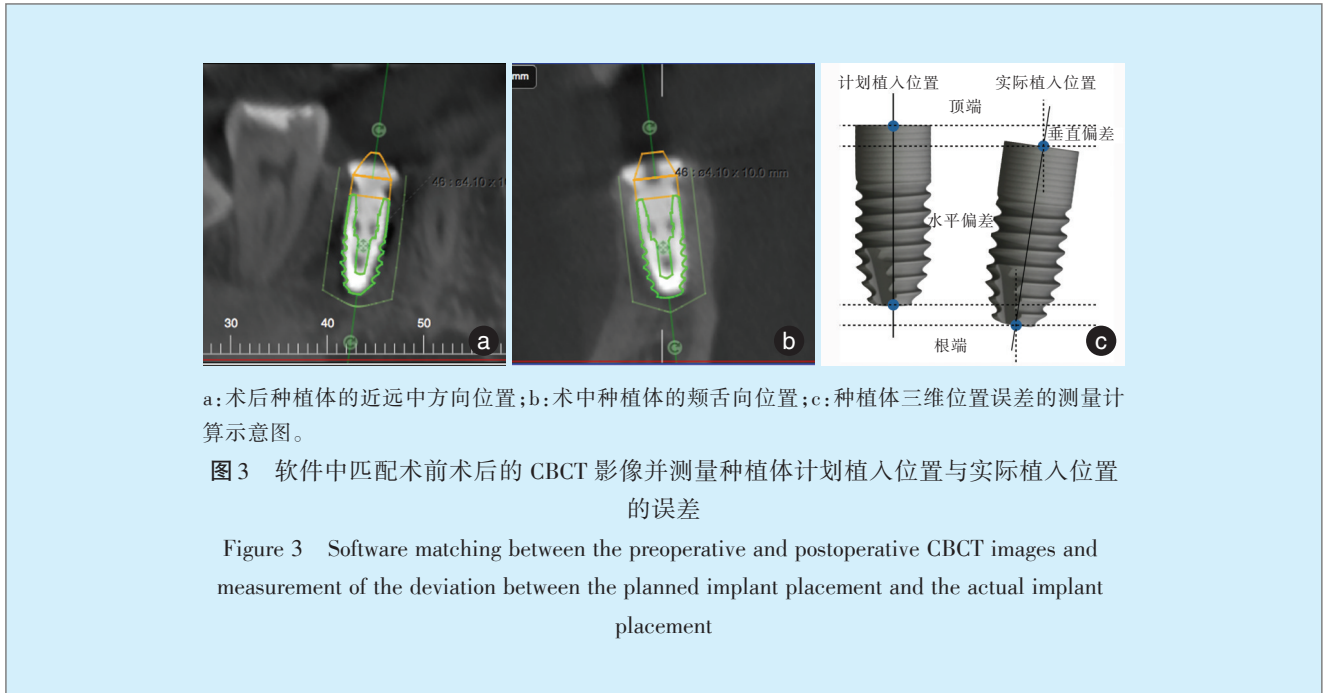 46 : ø4.10 x 10
30
40
50
a
mm
46 : ø4.10 x 10.0 mm
b
计划植入位置
实际植入位置
顶端
垂直偏差
水平偏差
根端
c
a:术后种植体的近远中方向位置;b:术中种植体的颊舌向位置;c:种植体三维位置误差的测量计
算示意图。
图3 软件中匹配术前术后的 CBCT 影像并测量种植体计划植入位置与实际植入位置
的误差
Figure 3 Software matching between the preoperative and postoperative CBCT images and
measurement of the deviation between the planned implant placement and the actual implant
placement